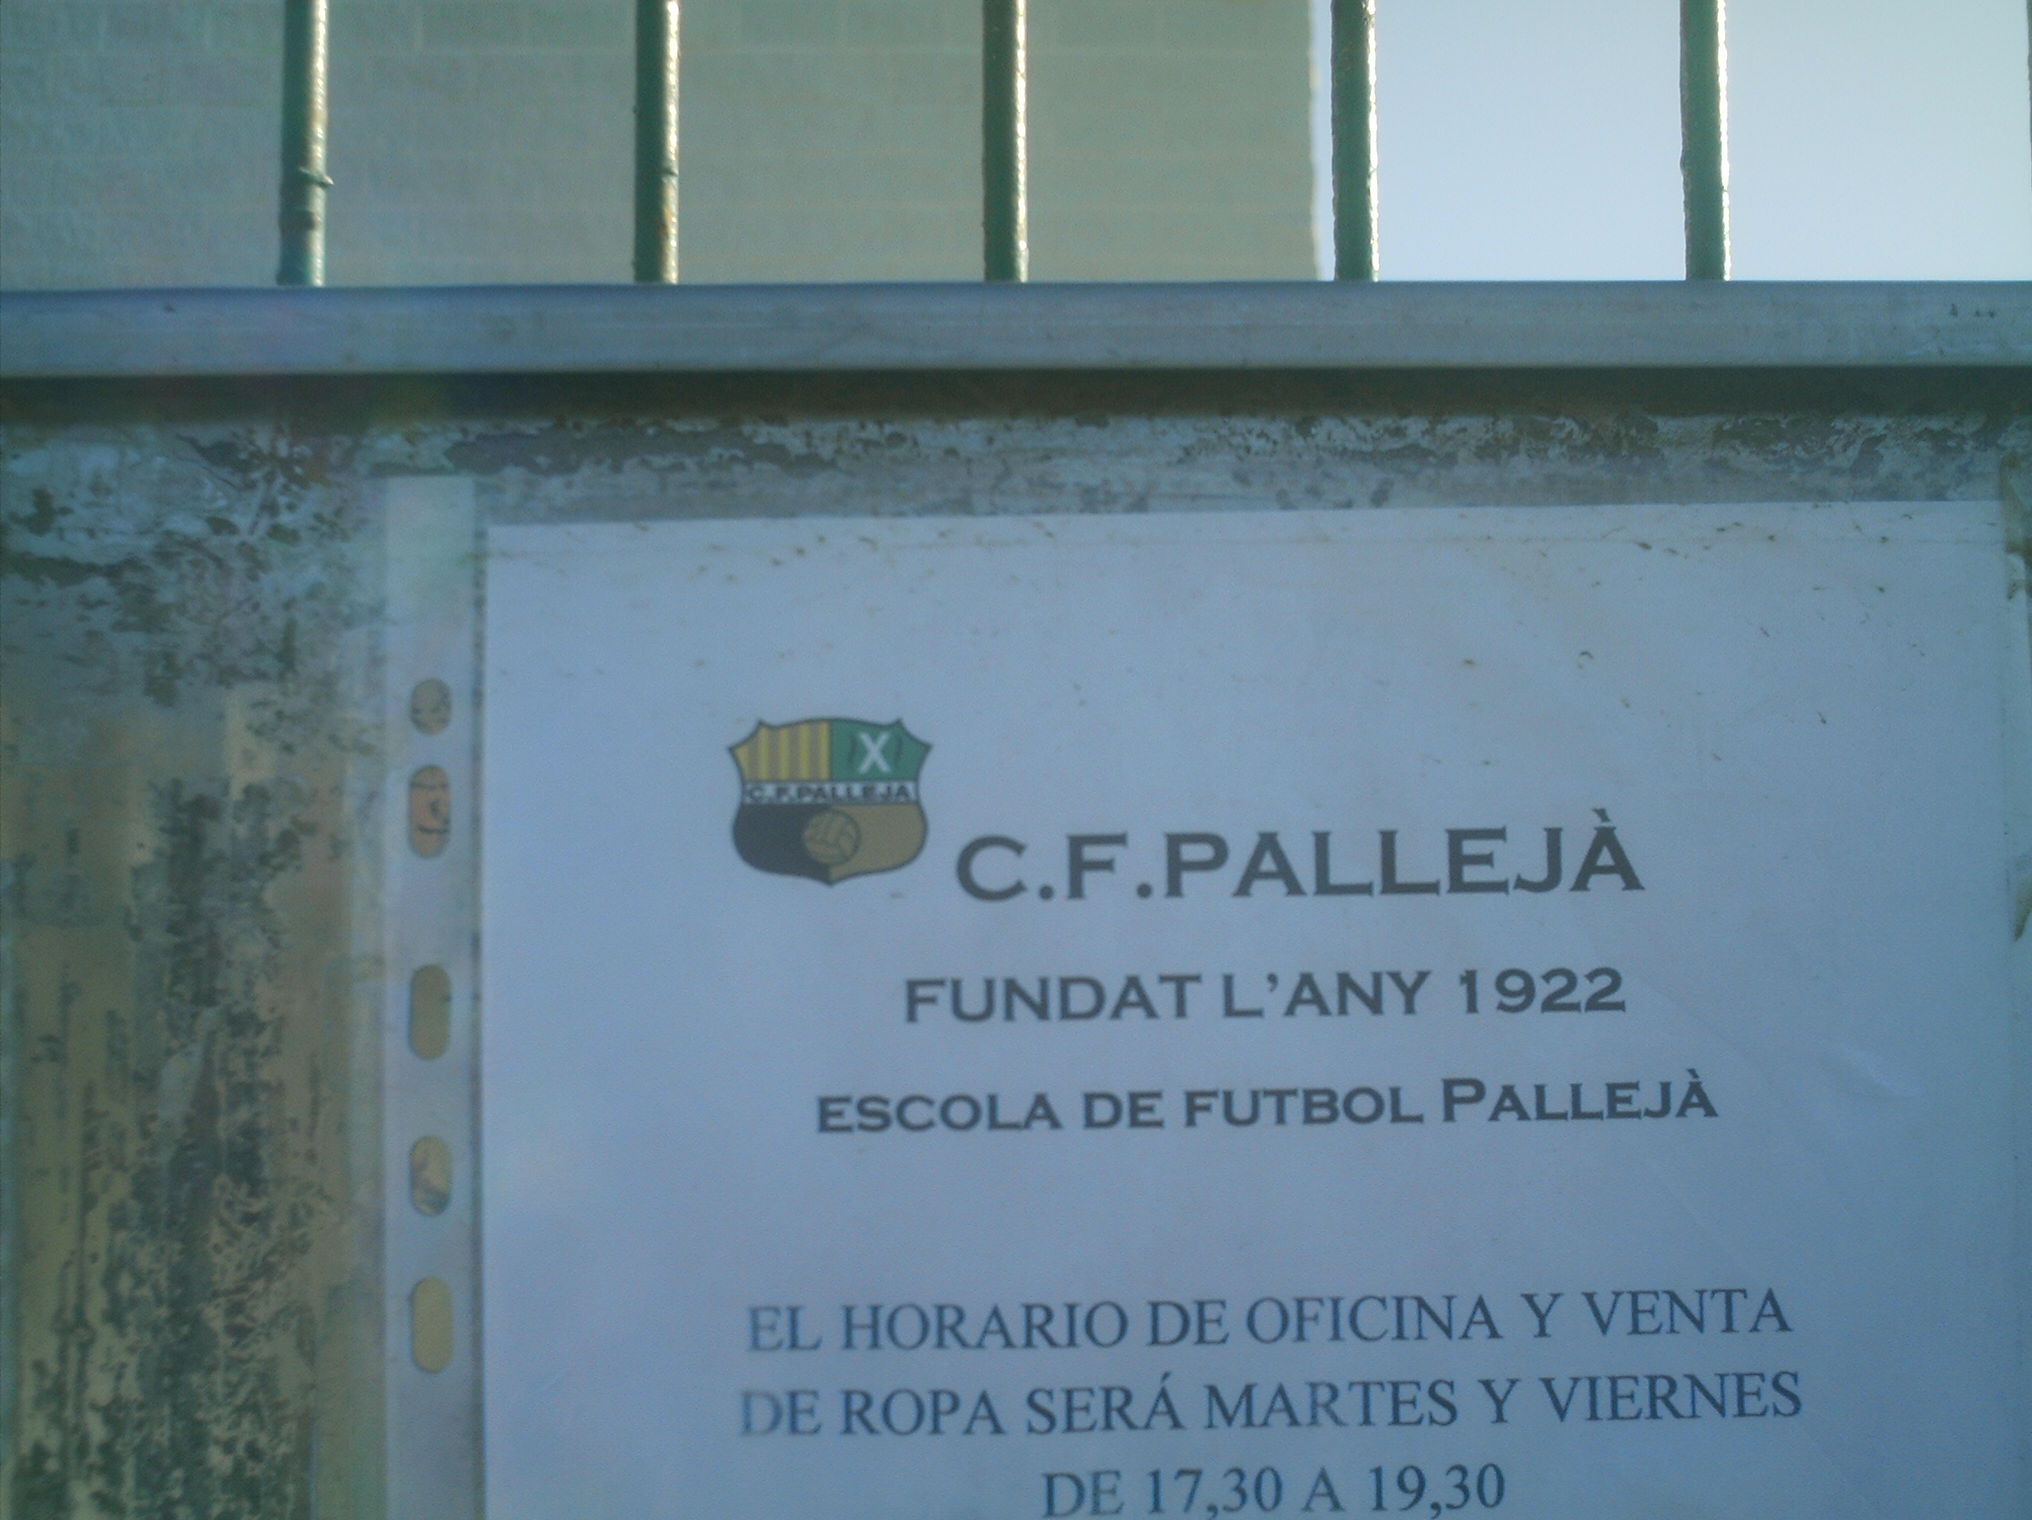 X
C.F.PALLEJA
C.F.PALLEJÀ
FUNDAT L'ANY 1922
ESCOLA DE FUTBOL PALLEJÀ
EL HORARIO DE OFICINA Y VENTA
DE ROPA SERÁ MARTES Y VIERNES
DE 17,30 A 19,30